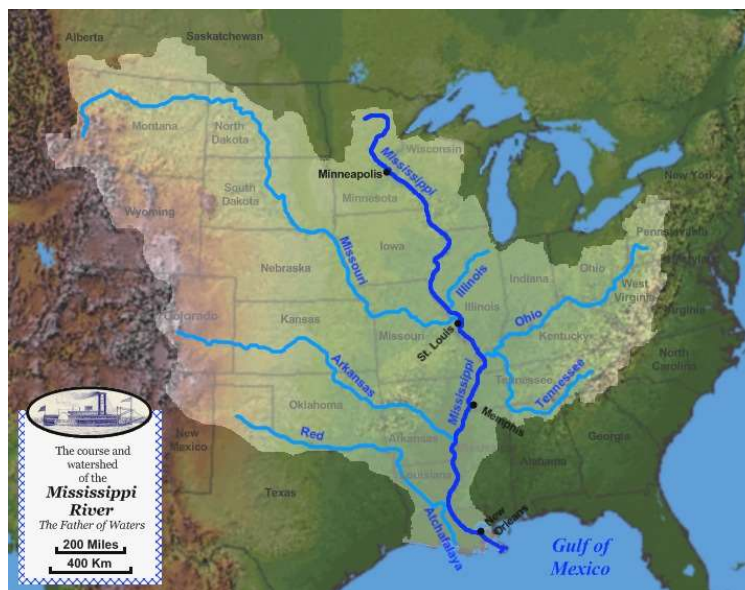 Alberta
Saskatchewan
Montana
North
Dakota
Mississippi
Wisconsin
Minneapolis
South
Dakota
Minnesota
New York
Wyoming
Iowa
Pennsylvania
Missouri
Nebraska
Illinois
Indiana
Ohio
West
Virginia
Illinois
Colorado
Kansas
Missouri
St. Louis
Ohio
Kentucky
Virginia
Arkansas
Mississippi
Tennessee
Tennessee
North
Carolina
Oklahoma
Memphis
Red
Arkansas
New
Mexico
Georgia
Alabama
Louisiana
Texas
Atchafalaya
New
Orleans
Gulf of
Mexico
The course and
watershed
of the
Mississippi
River
The Father of Waters
200 Miles
400 Km